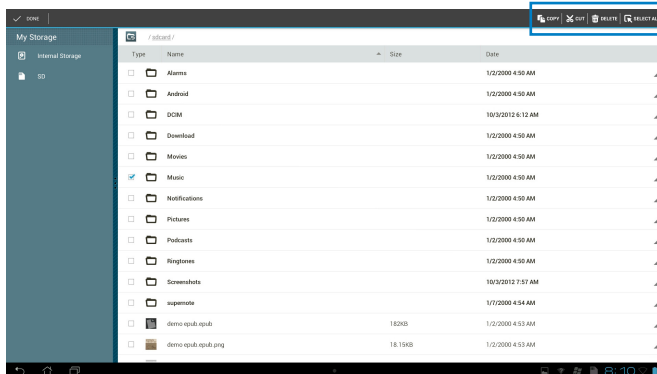 DONE COPY CUT DELETE SELECT AL
My Storage /sdcard/
Type Name Size Date
Internal Storage
SD
Alarms 1/2/2000 4:50 AM
Android 1/2/2000 4:50 AM
DCIM 10/3/2012 6:12 AM
Download 1/2/2000 4:50 AM
Movies 1/2/2000 4:50 AM
Music 1/2/2000 4:50 AM
Notifications 1/2/2000 4:50 AM
Pictures 1/2/2000 4:50 AM
Podcasts 1/2/2000 4:50 AM
Ringtones 1/2/2000 4:50 AM
Screenshots 10/3/2012 7:57 AM
supernote 1/7/2000 4:54 AM
demo epub.epub 182KB 1/2/2000 4:53 AM
demo epub.epub.png 18.15KB 1/2/2000 4:53 AM
8:10